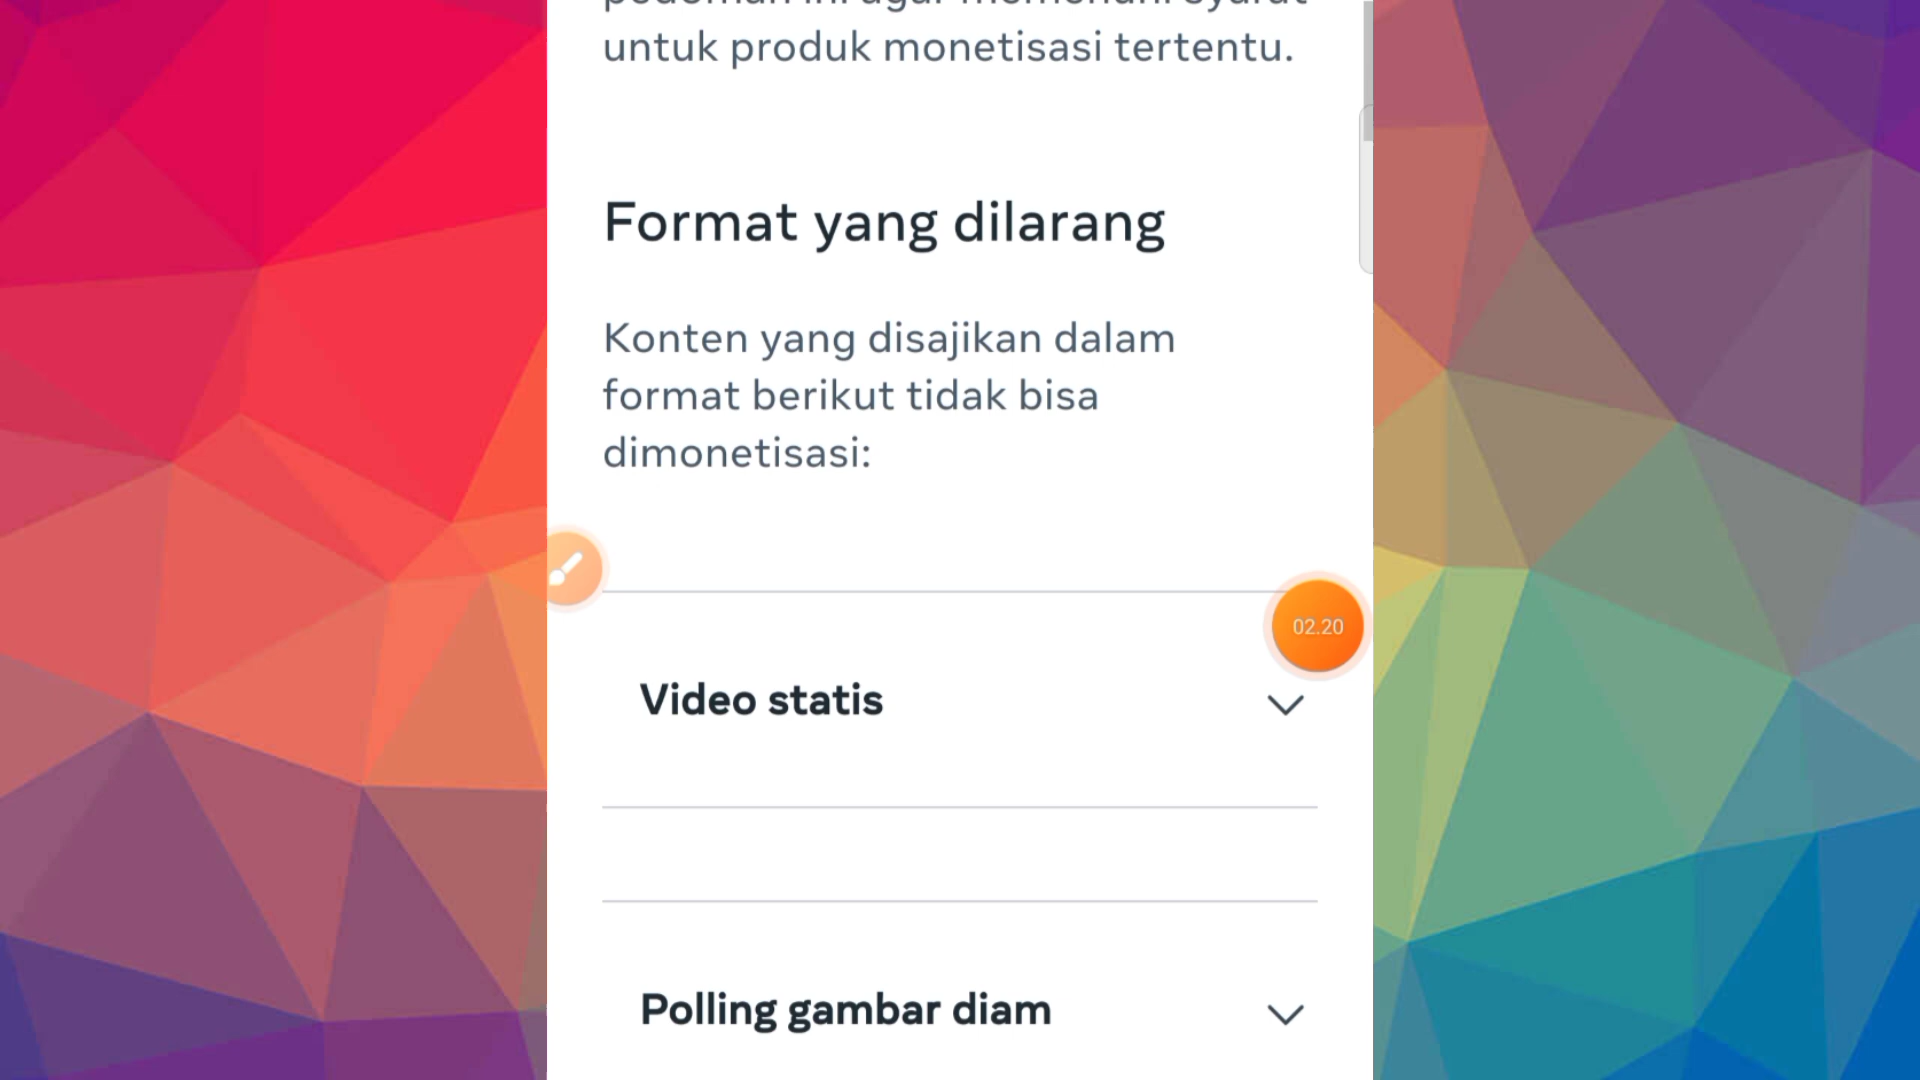 untuk produk monetisasi tertentu.
Format yang dilarang
Konten yang disajikan dalam
format berikut tidak bisa
dimonetisasi:
02.20
Video statis
Polling gambar diam